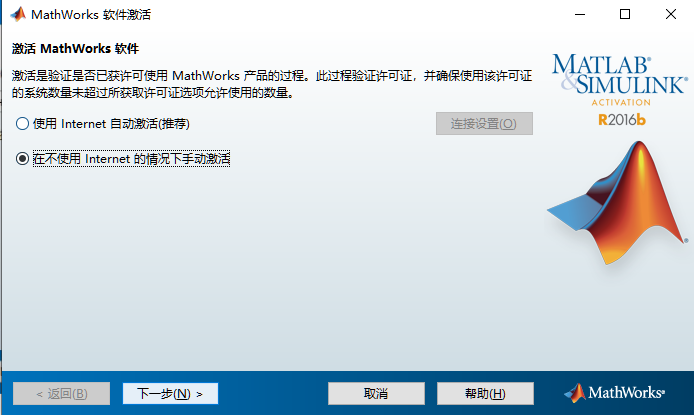 MathWorks 软件激活
激活 MathWorks 软件
激活是验证是否已获许可使用 MathWorks 产品的过程。此过程验证许可证，并确保使用该许可证
的系统数量未超过所获取许可证选项允许使用的数量。
使用 Internet 自动激活(推荐)
连接设置(O)
在不使用 Internet 的情况下手动激活
MATLAB®
&SIMULINK®
ACTIVATION
R2016b
®
< 返回(B)
下一步(N) >
取消
帮助(H)
MathWorks®